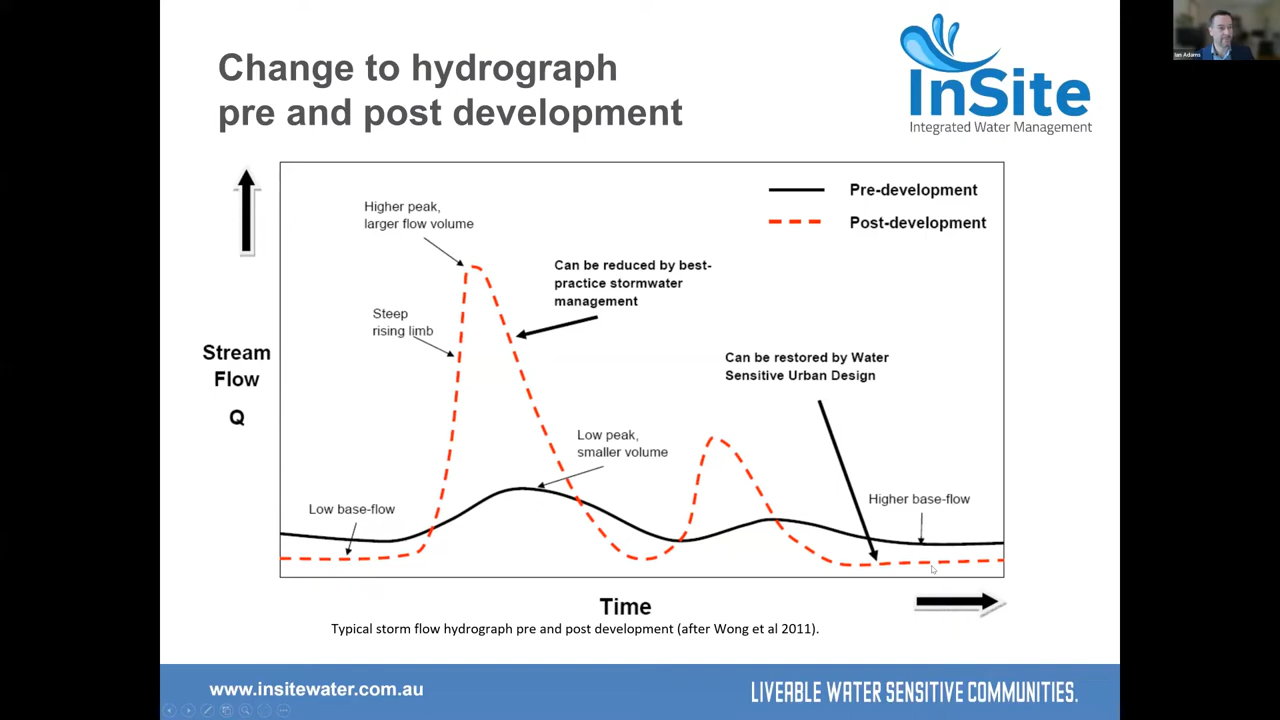 Change to hydrograph
pre and post development
InSite
Integrated Water Management
Ian Adams
Pre-development
Post-development
Higher peak,
larger flow volume
Can be reduced by best-
practice stormwater
management
Steep
rising limb
Stream
Flow
Q
Can be restored by Water
Sensitive Urban Design
Low peak,
smaller volume
Low base-flow
Higher base-flow
Time
Typical storm flow hydrograph pre and post development (after Wong et al 2011).
www.insitewater.com.au
LIVEABLE WATER SENSITIVE COMMUNITIES.